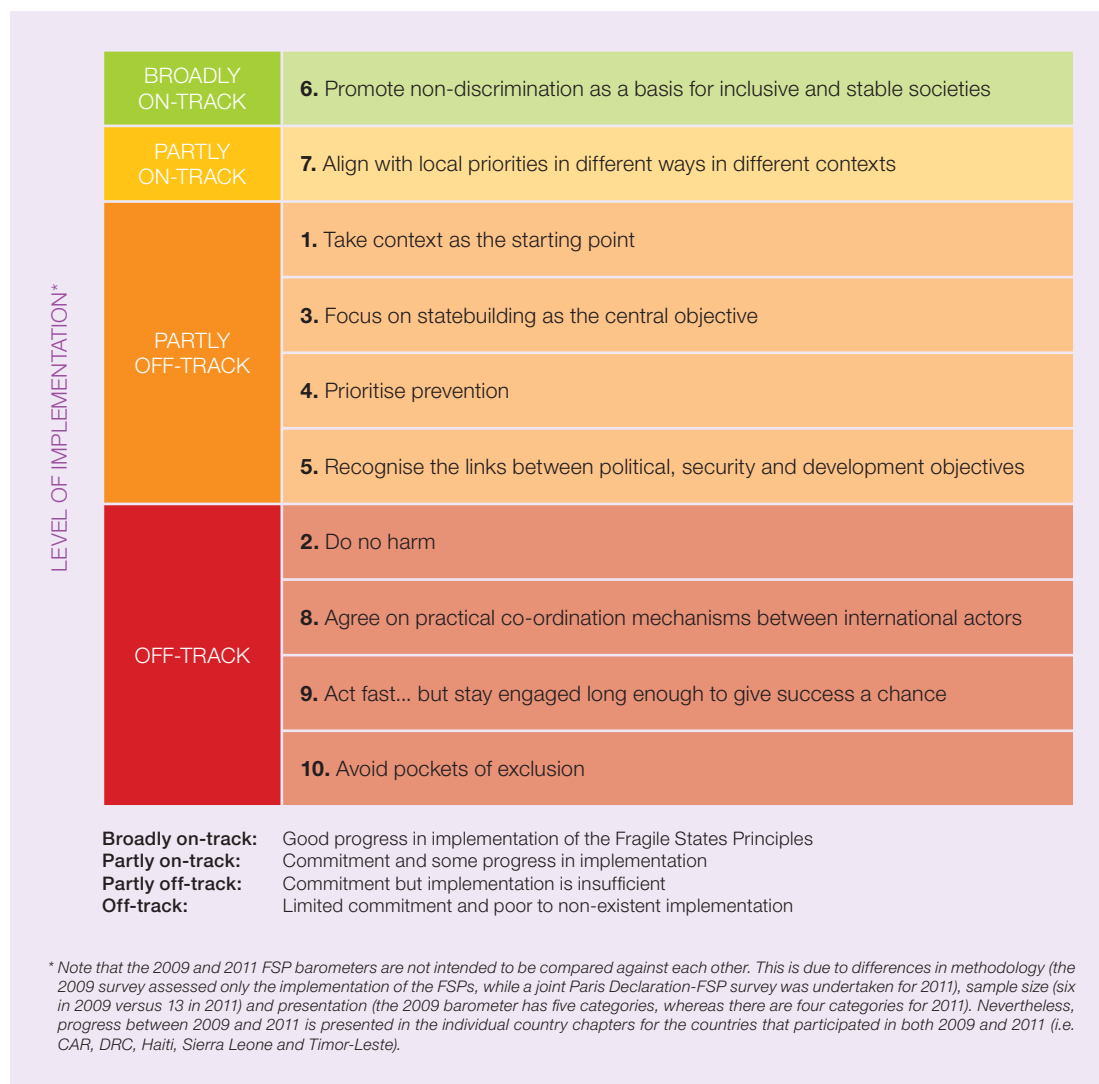 LEVEL OF IMPLEMENTATION*
BROADLY
ON-TRACK
6. Promote non-discrimination as a basis for inclusive and stable societies
PARTLY
ON-TRACK
7. Align with local priorities in different ways in different contexts
PARTLY
OFF-TRACK
1. Take context as the starting point
3. Focus on statebuilding as the central objective
4. Prioritise prevention
5. Recognise the links between political, security and development objectives
OFF-TRACK
2. Do no harm
8. Agree on practical co-ordination mechanisms between international actors
9. Act fast... but stay engaged long enough to give success a chance
10. Avoid pockets of exclusion
Broadly on-track: Good progress in implementation of the Fragile States Principles
Partly on-track: Commitment and some progress in implementation
Partly off-track: Commitment but implementation is insufficient
Off-track: Limited commitment and poor to non-existent implementation
* Note that the 2009 and 2011 FSP barometers are not intended to be compared against each other. This is due to differences in methodology (the
2009 survey assessed only the implementation of the FSPs, while a joint Paris Declaration-FSP survey was undertaken for 2011), sample size (six
in 2009 versus 13 in 2011) and presentation (the 2009 barometer has five categories, whereas there are four categories for 2011). Nevertheless,
progress between 2009 and 2011 is presented in the individual country chapters for the countries that participated in both 2009 and 2011 (i.e.
CAR, DRC, Haiti, Sierra Leone and Timor-Leste).